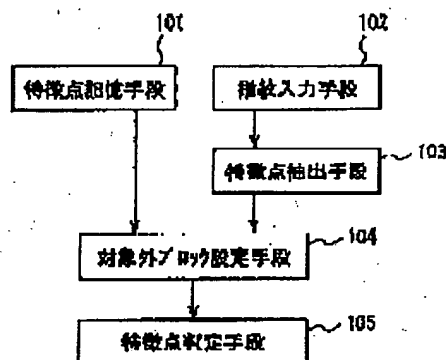 101
102
特徴点記憶手段
指紋入力手段
103
特徴点抽出手段
104
対象外ブロック設定手段
105
特徴点判定手段